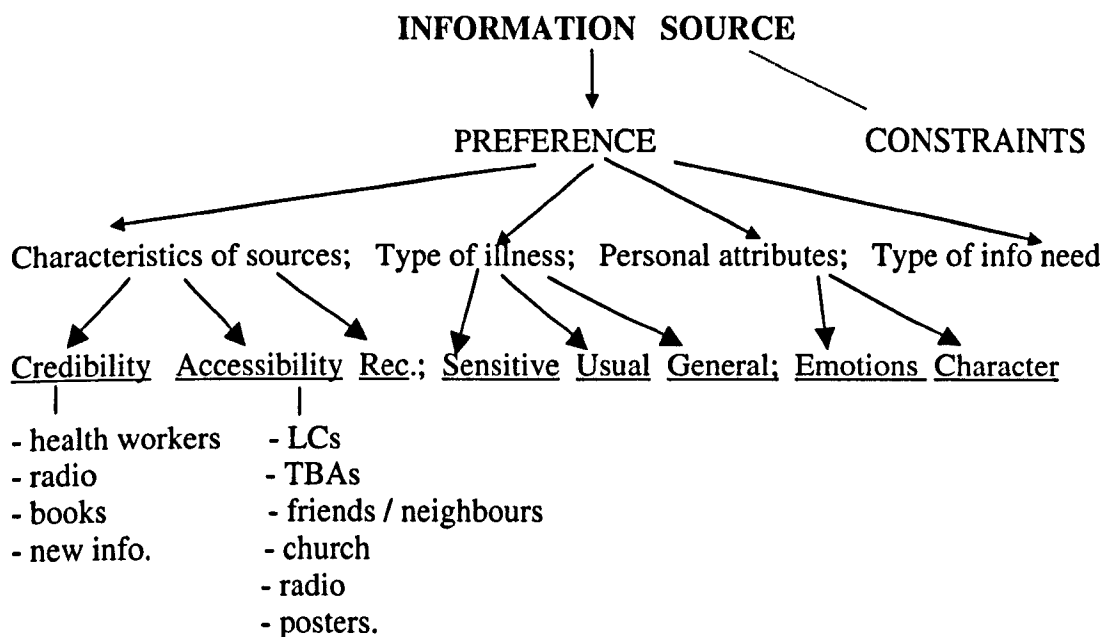 INFORMATION SOURCE
PREFERENCE CONSTRAINTS
Characteristics of sources; Type of illness; Personal attributes; Type of info need
Credibility Accessibility Rec.; Sensitive Usual General; Emotions Character
- health workers - LCs
- radio - TBAs
- books - friends / neighbours
- new info. - church
- radio
- posters.